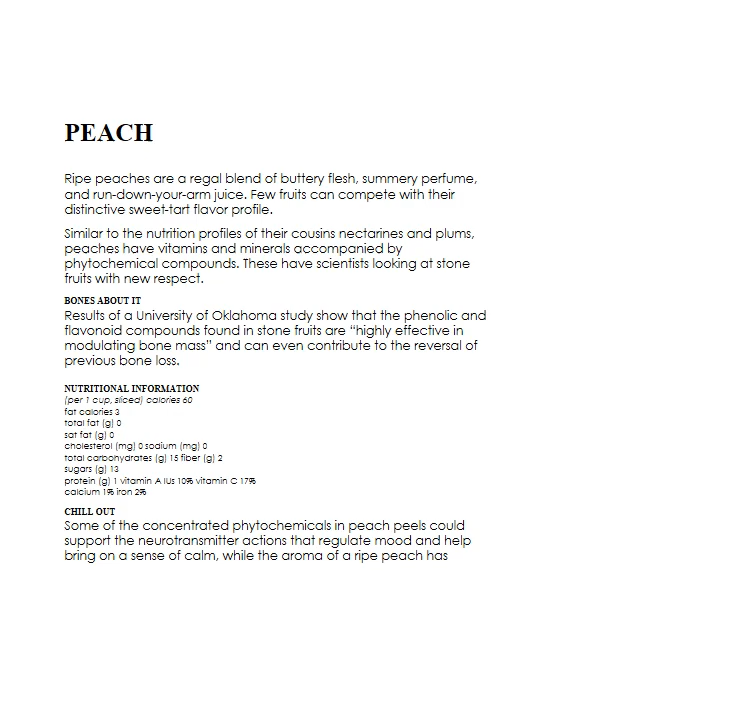 PEACH
Ripe peaches are a regal blend of buttery flesh, summery perfume,
and run-down-your-arm juice. Few fruits can compete with their
distinctive sweet-tart flavor profile.
Similar to the nutrition profiles of their cousins nectarines and plums,
peaches have vitamins and minerals accompanied by
phytochemical compounds. These have scientists looking at stone
fruits with new respect.
BONES ABOUT IT
Results of a University of Oklahoma study show that the phenolic and
flavonoid compounds found in stone fruits are “highly effective in
modulating bone mass” and can even contribute to the reversal of
previous bone loss.
NUTRITIONAL INFORMATION
(per 1 cup, sliced) calories 60
fat calories 3
total fat (g) 0
sat fat (g) 0
cholesterol (mg) 0 sodium (mg) 0
total carbohydrates (g) 15 fiber (g) 2
sugars (g) 13
protein (g) 1 vitamin A IUs 10% vitamin C 17%
calcium 1% iron 2%
CHILL OUT
Some of the concentrated phytochemicals in peach peels could
support the neurotransmitter actions that regulate mood and help
bring on a sense of calm, while the aroma of a ripe peach has